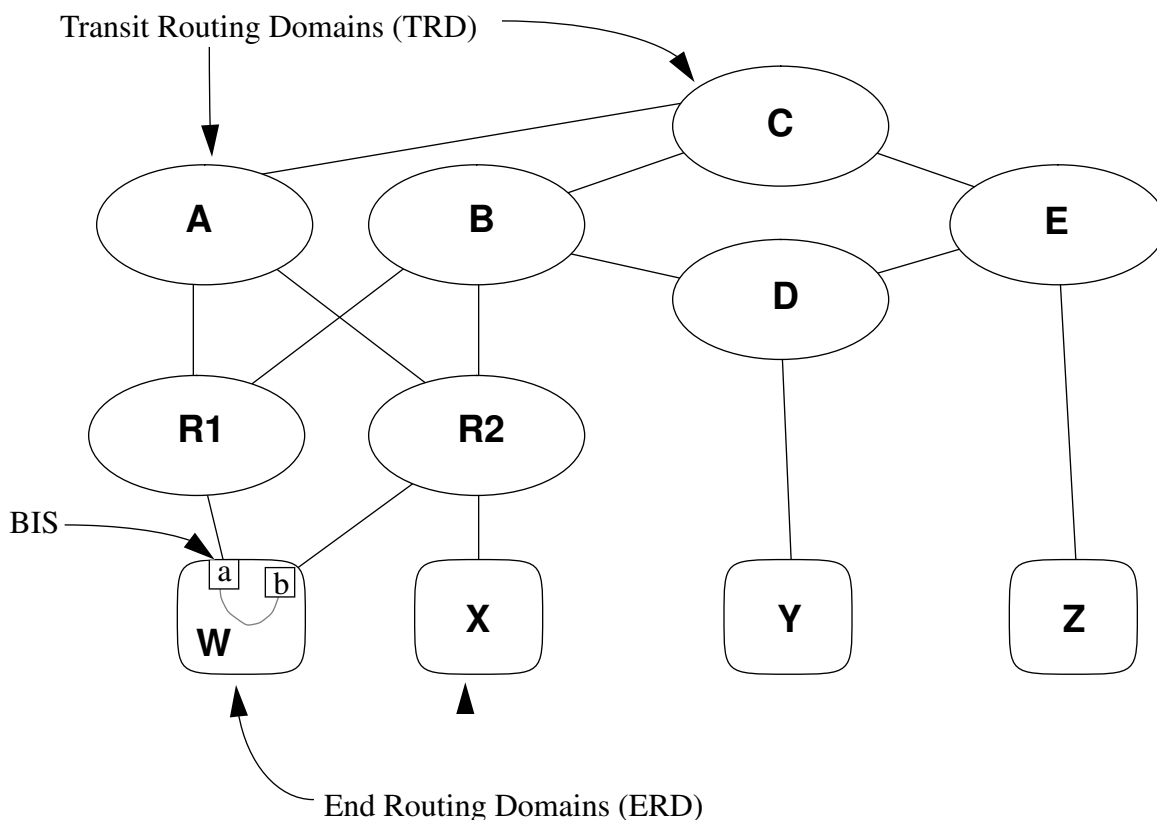 Transit Routing Domains (TRD)
C
A
B
E
D
R1
R2
BIS
a
b
W
X
Y
Z
End Routing Domains (ERD)